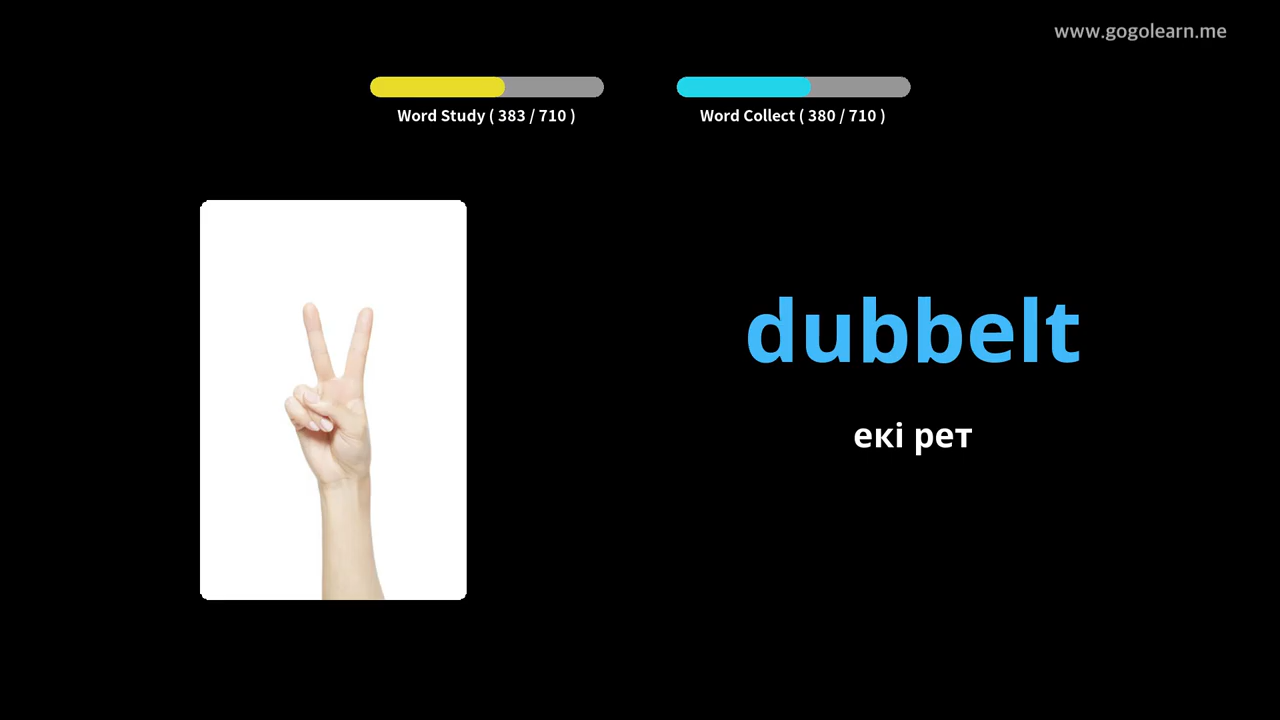 www.gogolearn.me
Word Study ( 383 / 710 )
Word Collect ( 380 / 710 )
dubbelt
екі рет